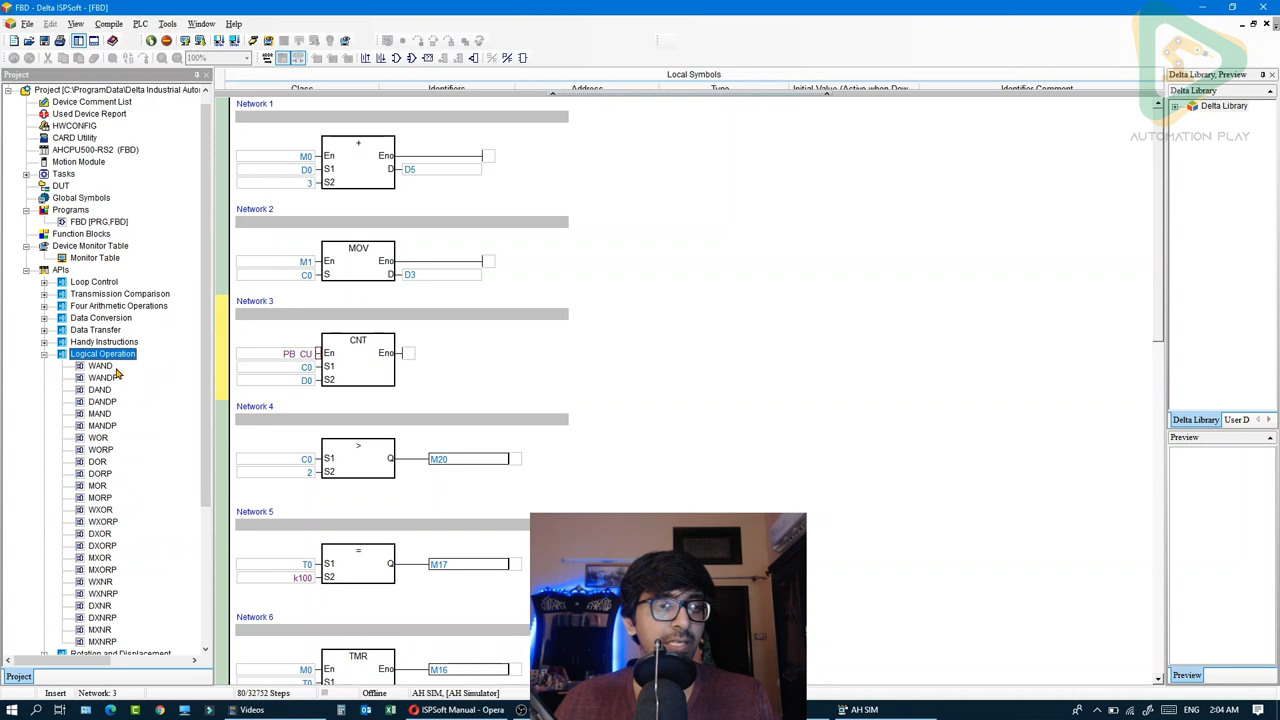 FBD - Delta ISPSoft - [FBD]
File Edit View Compile PLC Tools Window Help
100%
Project
Project [C:\ProgramData\Delta Industrial Auto
Device Comment List
Used Device Report
HWCONFIG
CARD Utility
AHCPU500-RS2 (FBD)
Motion Module
Tasks
DUT
Global Symbols
Programs
FBD [PRG,FBD]
Function Blocks
Device Monitor Table
Monitor Table
APIs
Loop Control
Transmission Comparison
Four Arithmetic Operations
Data Conversion
Data Transfer
Handy Instructions
Logical Operation
WAND
WANDP
DAND
DANDP
MAND
MANDP
WOR
WORP
DOR
DORP
MOR
MORP
WXOR
WXORP
DXOR
DXORP
MXOR
MXORP
WXNR
WXNRP
DXNR
DXNRP
MXNR
MXNRP
Rotation and Displacement
Project
Local Symbols
Class Identifiers Address Type Initial Value (Active when Dow Identifier Comment
Network 1
+
M0 En Eno
D0 S1 D D5
3 S2
Network 2
MOV
M1 En Eno
C0 S D D3
Network 3
CNT
PB CU En Eno
C0 S1
D0 S2
Network 4
>
C0 S1 Q M20
2 S2
Network 5
=
T0 S1 Q M17
k100 S2
Network 6
TMR
M0 En Eno M16
T0 S1
Delta Library, Preview
Delta Library
Delta Library
AUTOMATION PLAY
Delta Library User D
Preview
Preview
Insert Network: 3 80/32752 Steps Offline AH SIM, [AH Simulator]
Videos ISPSoft Manual - Opera AH SIM ENG 2:04 AM